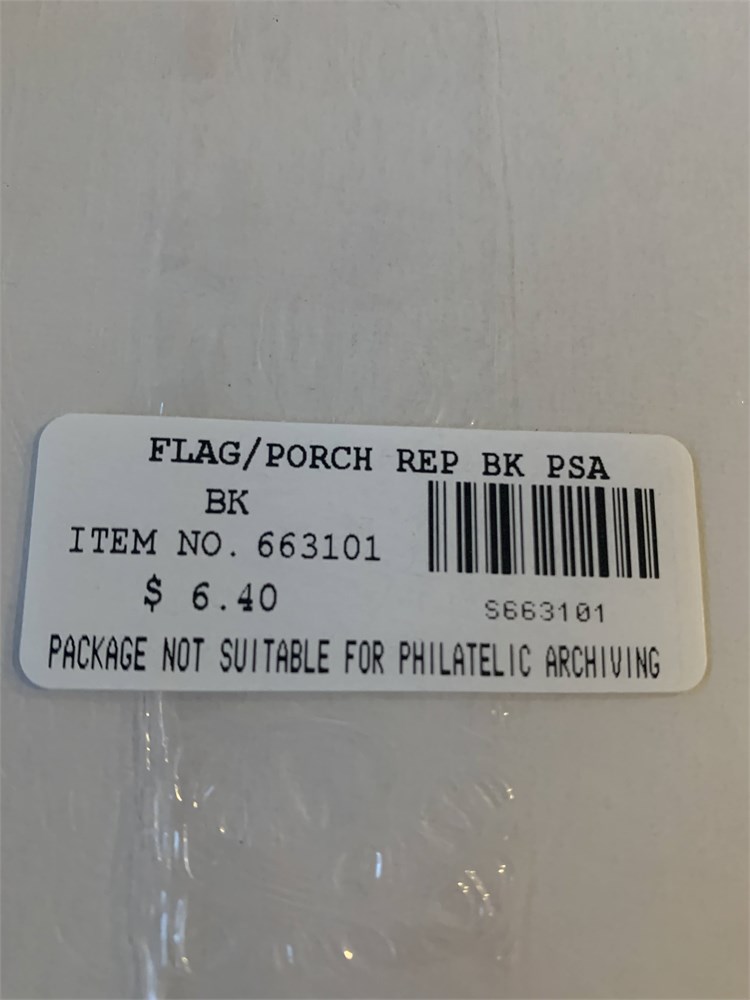 FLAG/PORCH REP BK PSA
BK
ITEM NO. 663101
$ 6.40
S663101
PACKAGE NOT SUITABLE FOR PHILATELIC ARCHIVING